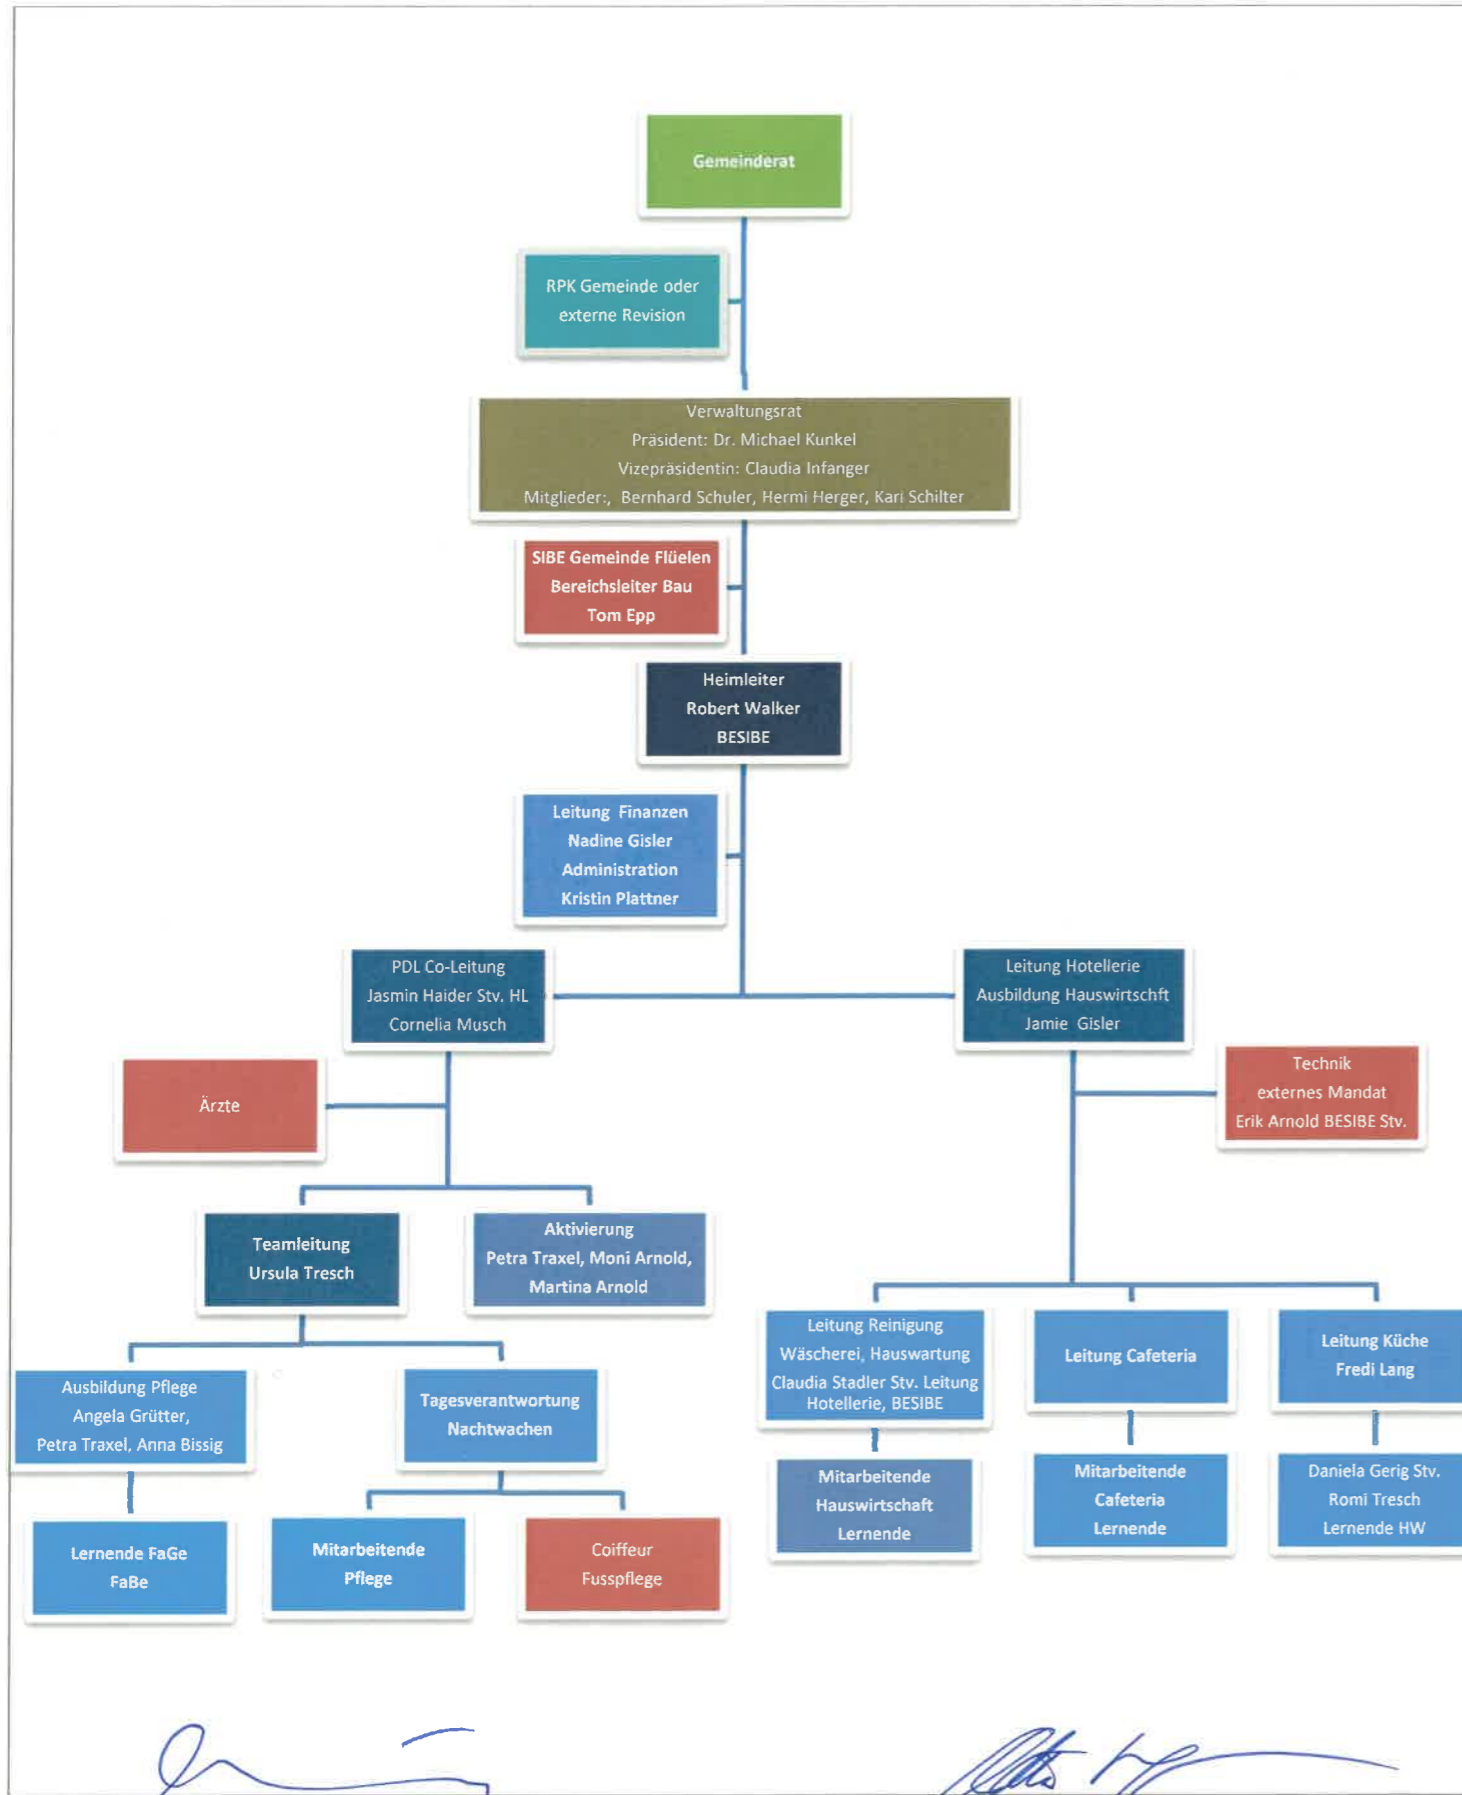 Gemeinderat
RPK Gemeinde oder
externe Revision
Verwaltungsrat
Präsident: Dr. Michael Kunkel
Vizepräsidentin: Claudia Infanger
Mitglieder:, Bernhard Schuler, Hermi Herger, Kari Schilter
SIBE Gemeinde Flüelen
Bereichsleiter Bau
Tom Epp
Heimleiter
Robert Walker
BESIBE
Leitung Finanzen
Nadine Gisler
Administration
Kristin Plattner
PDL Co-Leitung
Jasmin Haider Stv. HL
Cornelia Musch
Leitung Hotellerie
Ausbildung Hauswirtschft
Jamie Gisler
Ärzte
Technik
externes Mandat
Erik Arnold BESIBE Stv.
Teamleitung
Ursula Tresch
Aktivierung
Petra Traxel, Moni Arnold,
Martina Arnold
Leitung Reinigung
Wäscherei, Hauswartung
Claudia Stadler Stv. Leitung
Hotellerie, BESIBE
Leitung Cafeteria
Leitung Küche
Fredi Lang
Ausbildung Pflege
Angela Grütter,
Petra Traxel, Anna Bissig
Tagesverantwortung
Nachtwachen
Mitarbeitende
Hauswirtschaft
Lernende
Mitarbeitende
Cafeteria
Lernende
Daniela Gerig Stv.
Romi Tresch
Lernende HW
Lernende FaGe
FaBe
Mitarbeitende
Pflege
Coiffeur
Fusspflege